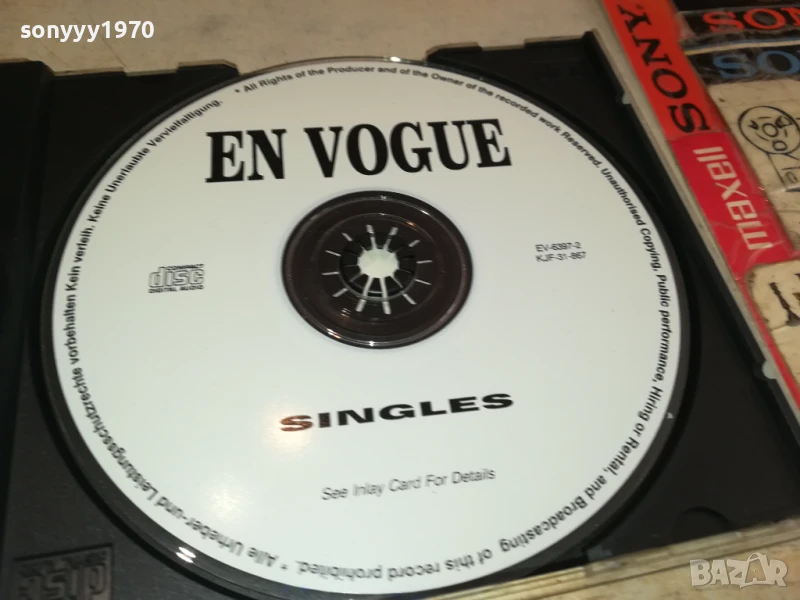 sonyyy1970
EN VOGUE
EV-6397-2
KJF-31-867
COMPACT
disc
DIGITAL AUDIO
SINGLES
See Inlay Card For Details
* All Rights of the Producer and of the Owner of the recorded work Reserved. Unauthorised Copying, Public performance, Hiring or Rental, and Broadcasting of this record prohibited. * Alle Urheber-und Leistungsschutzrechte vorbehalten Kein verleih. Keine Unerlaubte Vervielfaltigung.
disc
SONY
maxell
BAZAR